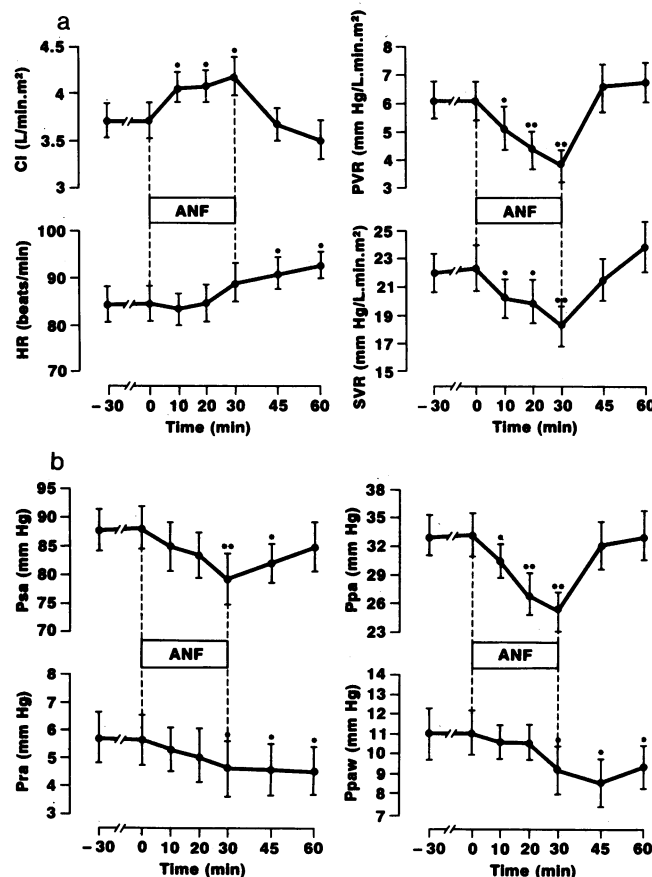 a
CI (L/min.m²)
4.5
4
3.5
3
PVR (mm Hg/L.min.m²)
8
7
6
5
4
3
ANF
ANF
HR (beats/min)
100
90
80
70
SVR (mm Hg/L.min.m²)
25
23
21
19
17
15
-30 0 10 20 30 45 60
Time (min)
-30 0 10 20 30 45 60
Time (min)
b
Psa (mm Hg)
95
90
85
80
75
70
Ppa (mm Hg)
38
35
32
29
26
23
ANF
ANF
Pra (mm Hg)
8
7
6
5
4
3
Ppaw (mm Hg)
14
13
12
11
10
9
8
7
-30 0 10 20 30 45 60
Time (min)
-30 0 10 20 30 45 60
Time (min)